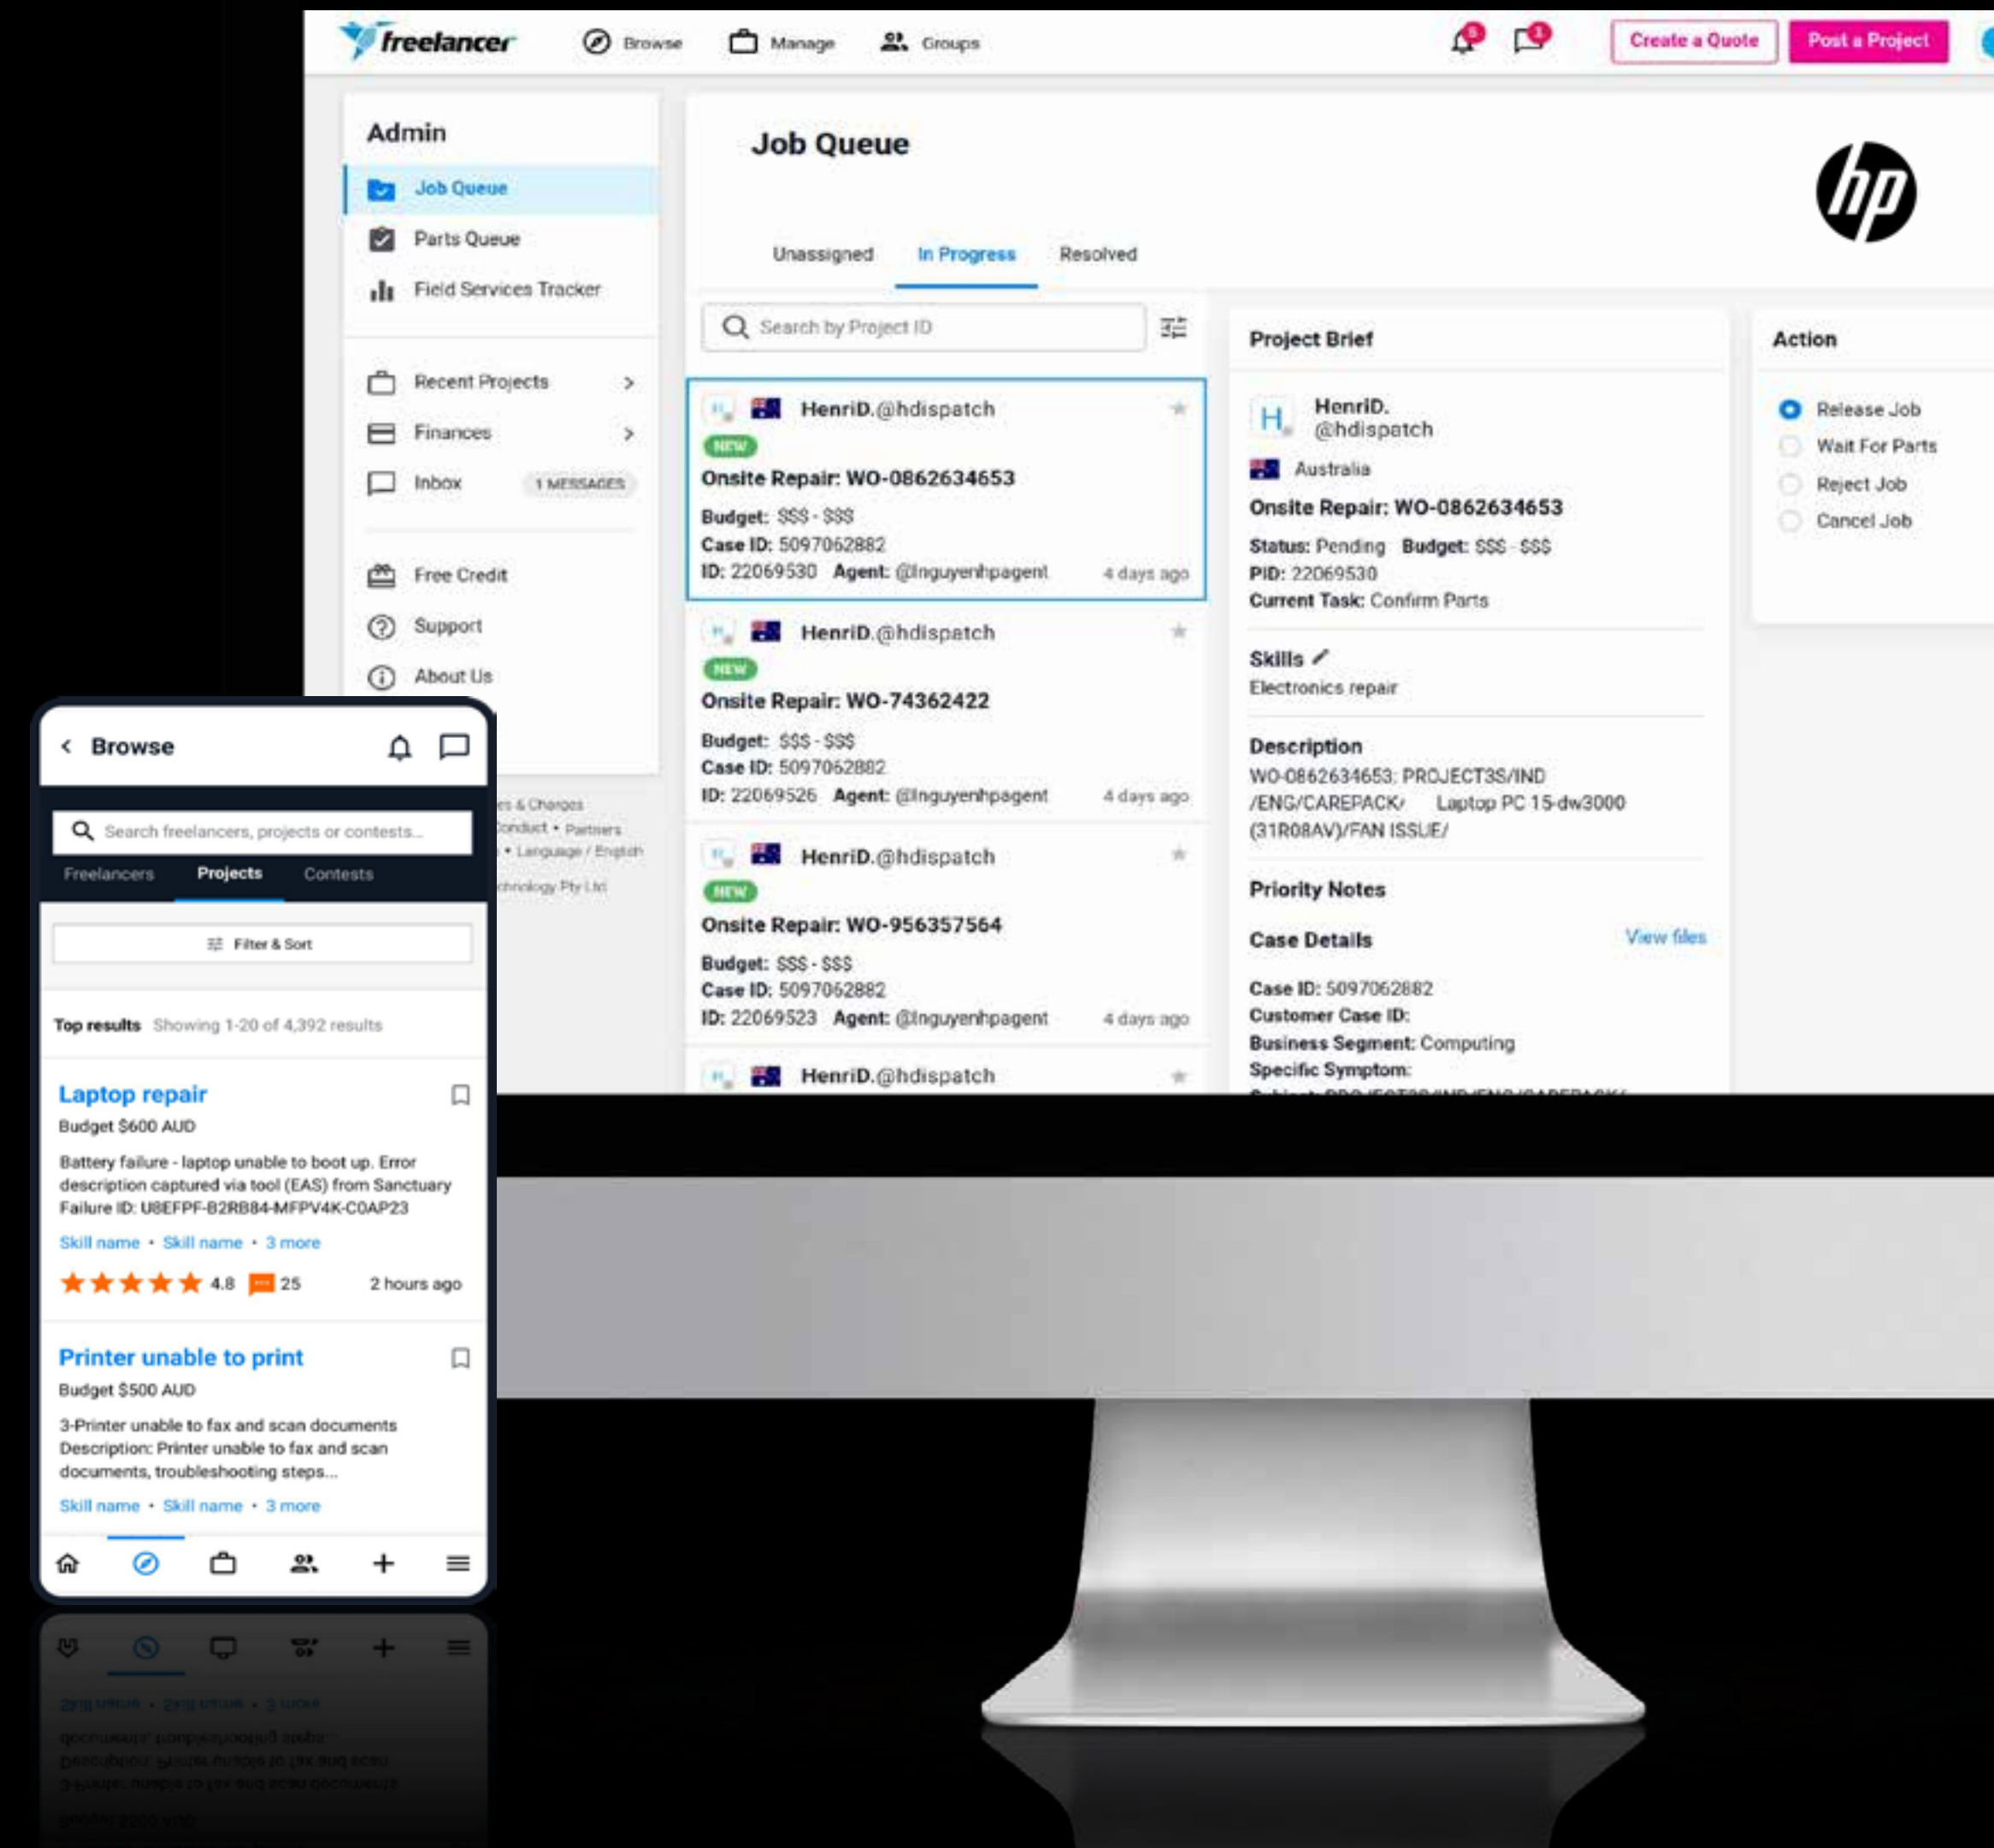 freelancer
Browse
Manage
Groups
Create a Quote
Post a Project
Admin
Job Queue
Parts Queue
Field Services Tracker
Recent Projects
Finances
Inbox
1 MESSAGES
Free Credit
Support
About Us
es & Charges
Conduct • Partners
• Language / English
chnology Pty Ltd
Job Queue
hp
Unassigned
In Progress
Resolved
Search by Project ID
HenriD.@hdispatch
NEW
Onsite Repair: WO-0862634653
Budget: $$$ - $$$
Case ID: 5097062882
ID: 22069530 Agent: @lnguyenhpagent 4 days ago
HenriD.@hdispatch
NEW
Onsite Repair: WO-74362422
Budget: $$$ - $$$
Case ID: 5097062882
ID: 22069526 Agent: @lnguyenhpagent 4 days ago
HenriD.@hdispatch
NEW
Onsite Repair: WO-956357564
Budget: $$$ - $$$
Case ID: 5097062882
ID: 22069523 Agent: @lnguyenhpagent 4 days ago
HenriD.@hdispatch
Project Brief
H
HenriD.
@hdispatch
Australia
Onsite Repair: WO-0862634653
Status: Pending Budget: $$$ - $$$
PID: 22069530
Current Task: Confirm Parts
Skills
Electronics repair
Description
WO-0862634653: PROJECT3S/IND
/ENG/CAREPACK/ Laptop PC 15-dw3000
(31R08AV)/FAN ISSUE/
Priority Notes
Case Details
View files
Case ID: 5097062882
Customer Case ID:
Business Segment: Computing
Specific Symptom:
Action
Release Job
Wait For Parts
Reject Job
Cancel Job
Browse
Search freelancers, projects or contests...
Freelancers
Projects
Contests
Filter & Sort
Top results Showing 1-20 of 4,392 results
Laptop repair
Budget $600 AUD
Battery failure - laptop unable to boot up. Error
description captured via tool (EAS) from Sanctuary
Failure ID: U8EFPF-B2RB84-MFPV4K-C0AP23
Skill name • Skill name • 3 more
4.8 25 2 hours ago
Printer unable to print
Budget $500 AUD
3-Printer unable to fax and scan documents
Description: Printer unable to fax and scan
documents, troubleshooting steps...
Skill name • Skill name • 3 more